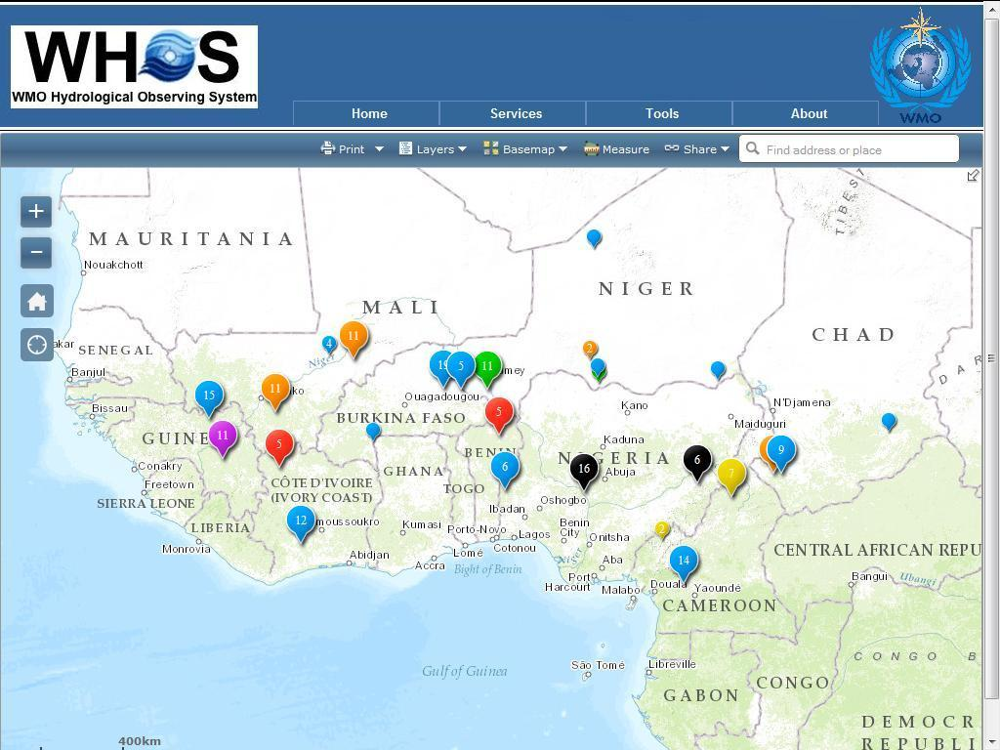 WHOS
WMO Hydrological Observing System
WMO
Home Services Tools About
Print Layers Basemap Measure Share Find address or place
TIBEST
MAURITANIA
Nouakchott
NIGER
MALI
CHAD
akar
SENEGAL
4 11
Niger
2
DAR
Banjul
19 5 11
mey
11
ko
15
Ouagadougou
Kano
N'Djamena
Bissau
BURKINA FASO
5
Maiduguri
GUINE
11
5
Kaduna
BENIN
NIGERIA
9
Conakry
GHANA
6
16
Abuja
6
7
Freetown
CÔTE D'IVOIRE
(IVORY COAST)
TOGO
SIERRA LEONE
Oshogbo
Ibadan
12
moussoukro
LIBERIA
Kumasi
Porto-Novo
Lagos
Benin
City
Onitsha
2
Monrovia
Cotonou
Abidjan
Lomé
Accra
Bight of Benin
Niger
Aba
14
CENTRAL AFRICAN REPU
Port
Harcourt
Malabo
Douala
Yaoundé
Bangui
Ubangi
CAMEROON
São Tomé
Libreville
Gulf of Guinea
CONGO B
GABON
CONGO
DEMOCR
REPUBLI
400km